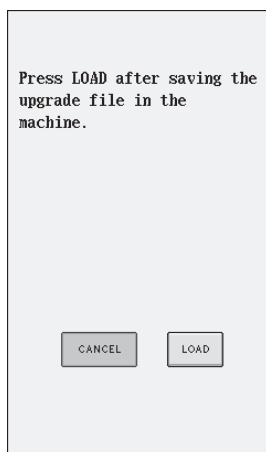 Press LOAD after saving the
upgrade file in the
machine.
CANCEL LOAD